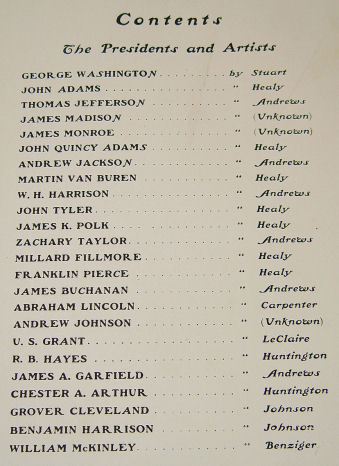 Contents
The Presidents and Artists
GEORGE WASHINGTON . . . . . . . . . . by Stuart
JOHN ADAMS . . . . . . . . . . . . . . " Healy
THOMAS JEFFERSON . . . . . . . . . . . " Andrews
JAMES MADISON . . . . . . . . . . . . " (Unknown)
JAMES MONROE . . . . . . . . . . . . . " (Unknown)
JOHN QUINCY ADAMS . . . . . . . . . . " Healy
ANDREW JACKSON . . . . . . . . . . . . " Andrews
MARTIN VAN BUREN . . . . . . . . . . . " Healy
W. H. HARRISON . . . . . . . . . . . . " Andrews
JOHN TYLER . . . . . . . . . . . . . . " Healy
JAMES K. POLK . . . . . . . . . . . . " Healy
ZACHARY TAYLOR . . . . . . . . . . . . " Andrews
MILLARD FILLMORE . . . . . . . . . . . " Healy
FRANKLIN PIERCE . . . . . . . . . . . " Healy
JAMES BUCHANAN . . . . . . . . . . . . " Andrews
ABRAHAM LINCOLN . . . . . . . . . . . " Carpenter
ANDREW JOHNSON . . . . . . . . . . . . " (Unknown)
U. S. GRANT . . . . . . . . . . . . . " LeClaire
R. B. HAYES . . . . . . . . . . . . . " Huntington
JAMES A. GARFIELD . . . . . . . . . . " Andrews
CHESTER A. ARTHUR . . . . . . . . . . " Huntington
GROVER CLEVELAND . . . . . . . . . . . " Johnson
BENJAMIN HARRISON . . . . . . . . . . " Johnson
WILLIAM McKINLEY . . . . . . . . . . . " Benziger